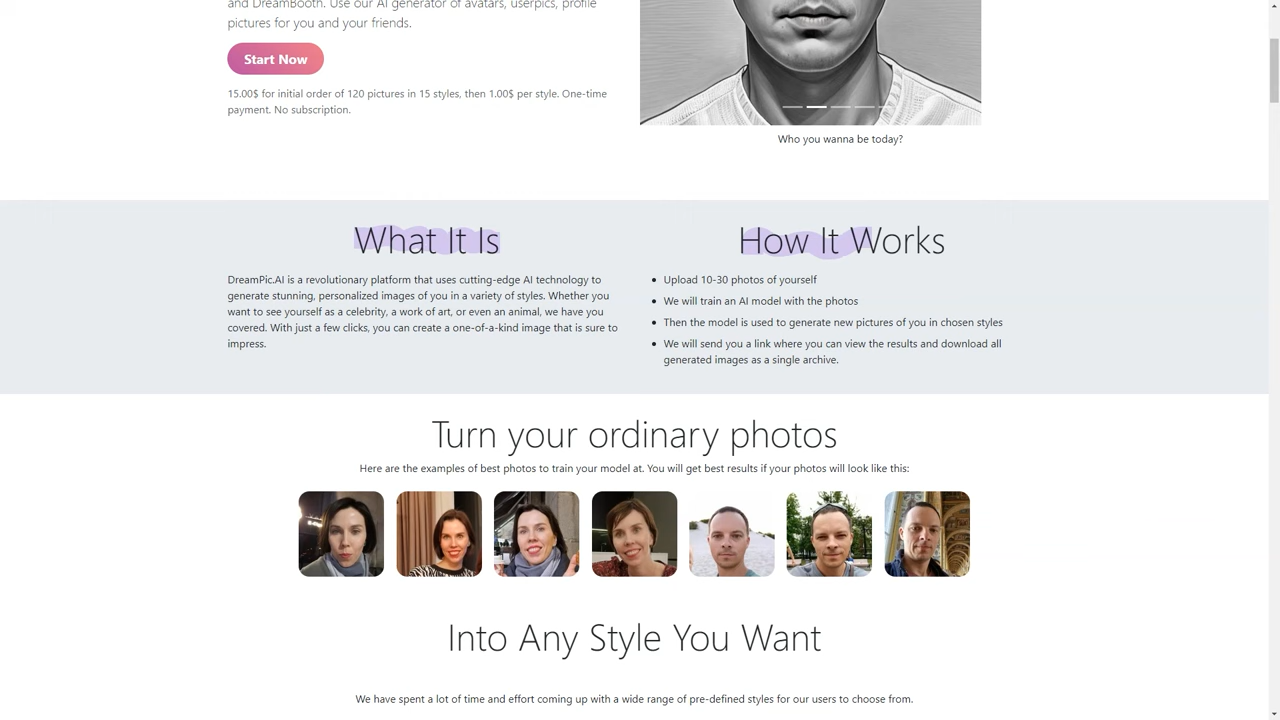 and DreamBooth. Use our AI generator of avatars, userpics, profile
pictures for you and your friends.
Start Now
15.00$ for initial order of 120 pictures in 15 styles, then 1.00$ per style. One-time
payment. No subscription.
Who you wanna be today?
What It Is
DreamPic.AI is a revolutionary platform that uses cutting-edge AI technology to
generate stunning, personalized images of you in a variety of styles. Whether you
want to see yourself as a celebrity, a work of art, or even an animal, we have you
covered. With just a few clicks, you can create a one-of-a-kind image that is sure to
impress.
How It Works
Upload 10-30 photos of yourself
We will train an AI model with the photos
Then the model is used to generate new pictures of you in chosen styles
We will send you a link where you can view the results and download all
generated images as a single archive.
Turn your ordinary photos
Here are the examples of best photos to train your model at. You will get best results if your photos will look like this:
Into Any Style You Want
We have spent a lot of time and effort coming up with a wide range of pre-defined styles for our users to choose from.